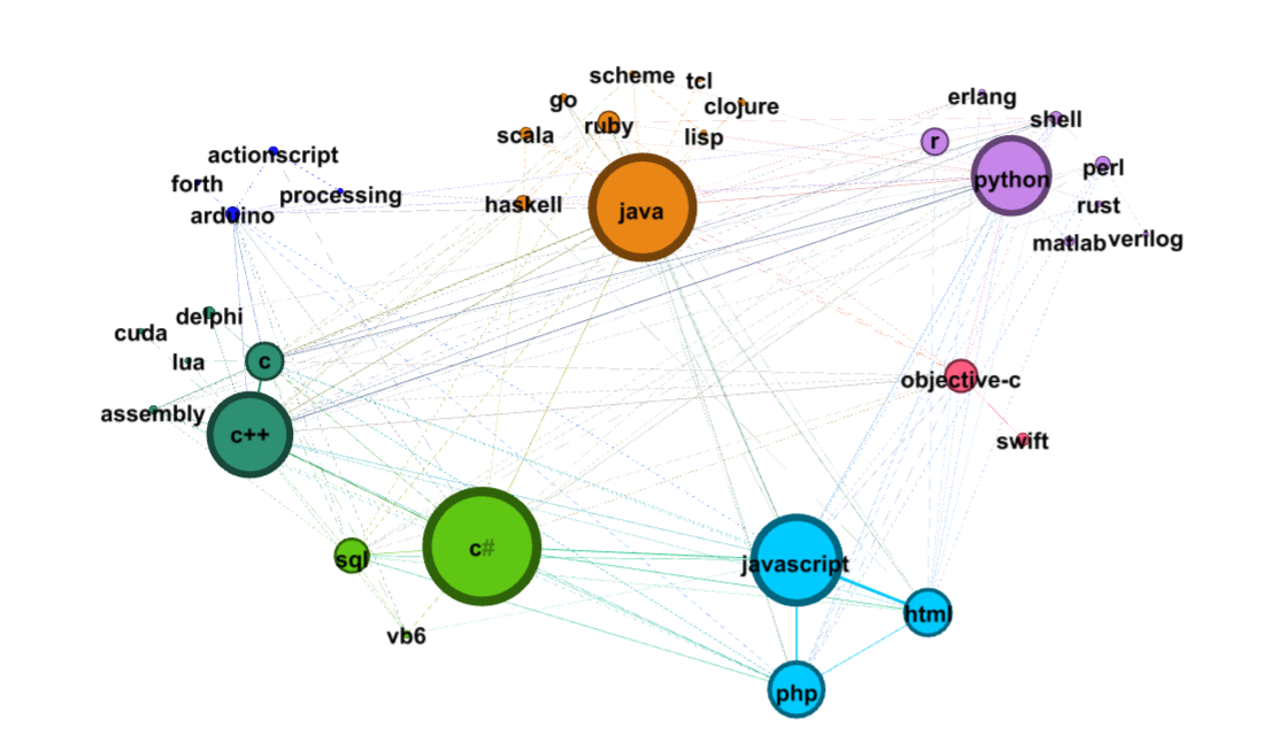 scheme
tcl
go
clojure
erlang
shell
scala
ruby
lisp
r
actionscript
perl
forth
processing
python
haskell
java
arduino
rust
matlab
verilog
delphi
cuda
lua
c
objective-c
assembly
c++
swift
sql
c#
javascript
html
vb6
php